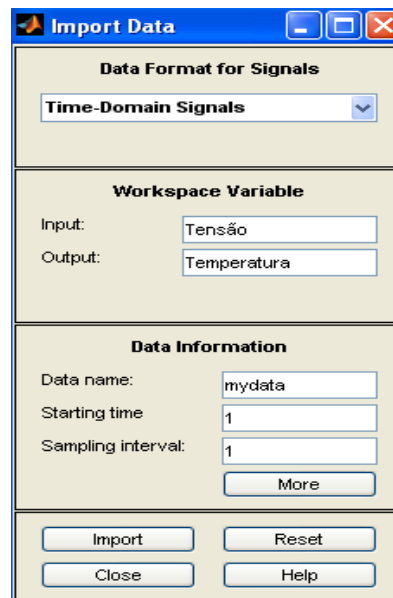 Import Data
Data Format for Signals
Time-Domain Signals
Workspace Variable
Input: Tensão
Output: Temperatura
Data Information
Data name: mydata
Starting time 1
Sampling interval: 1
More
Import Reset
Close Help